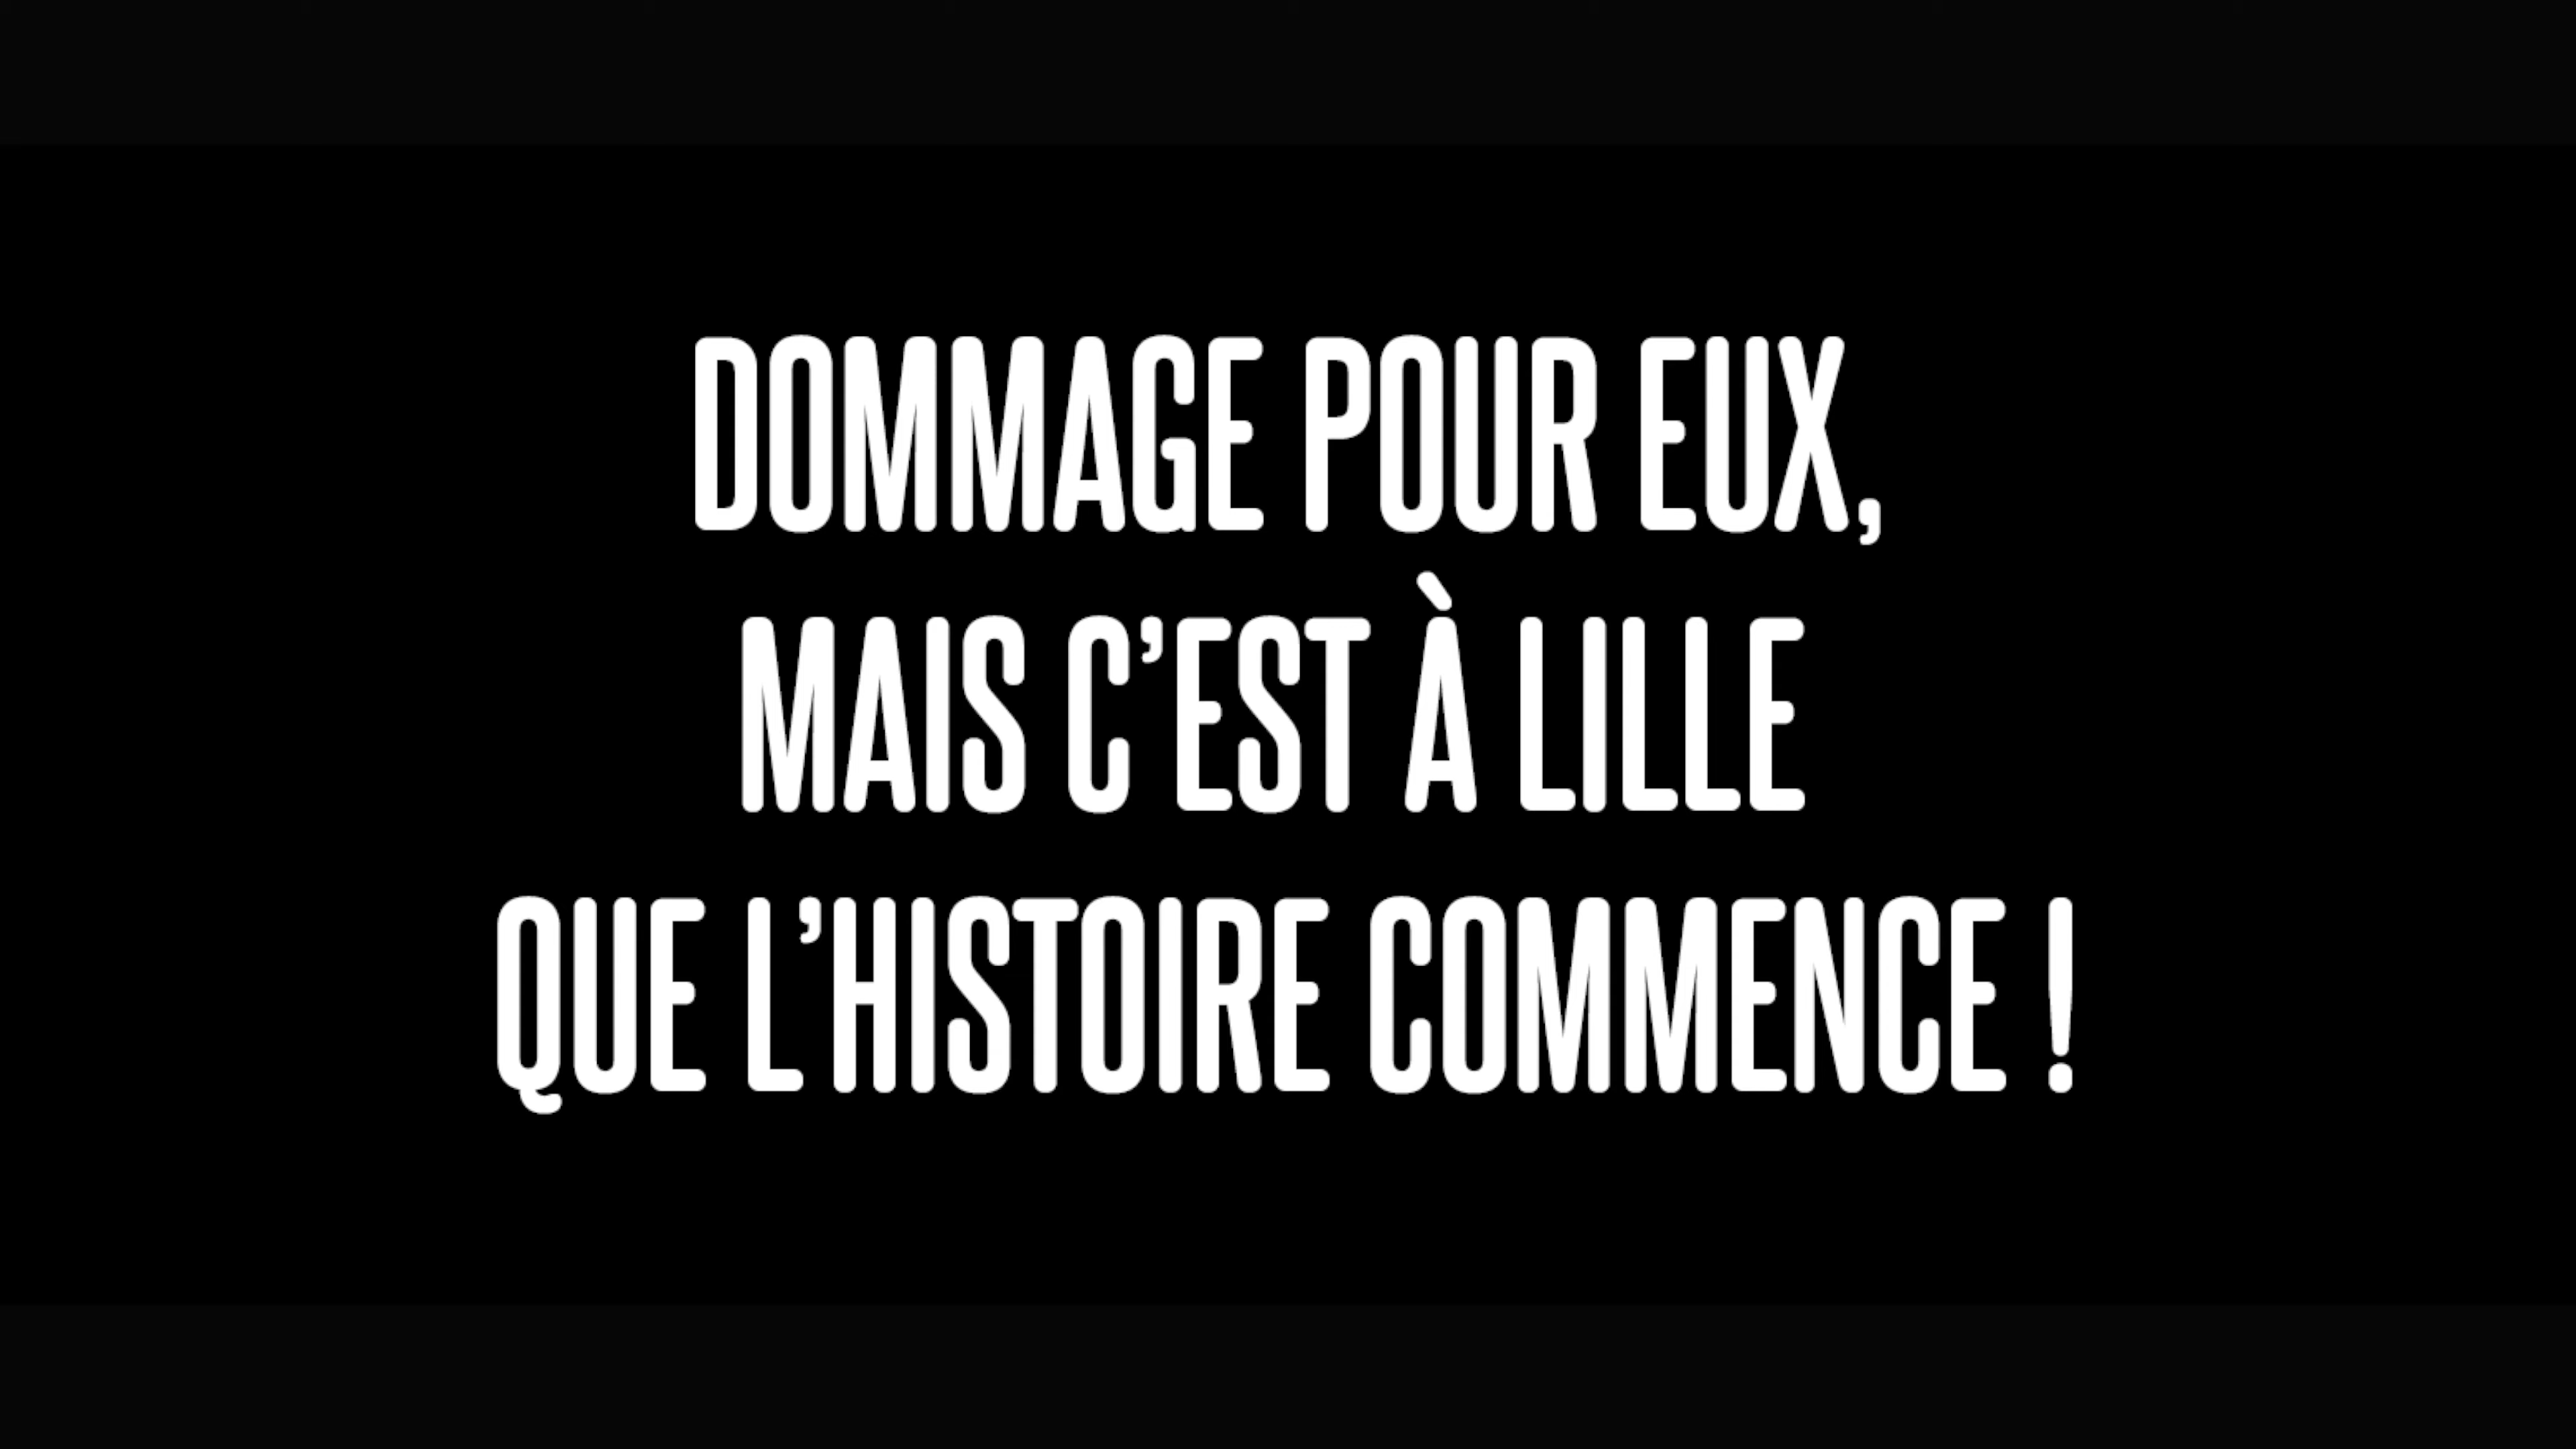 DOMMAGE POUR EUX,
MAIS C’EST À LILLE
QUE L’HISTOIRE COMMENCE !